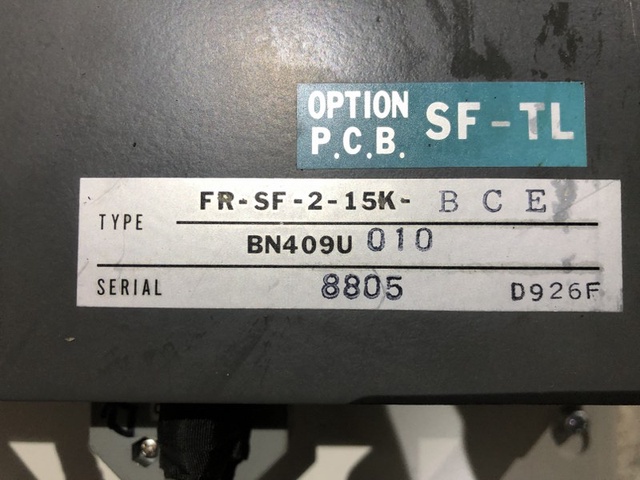 OPTION P.C.B. SF-TL
TYPE
FR-SF-2-15K- B C E
BN409U 010
SERIAL 8805 D926F